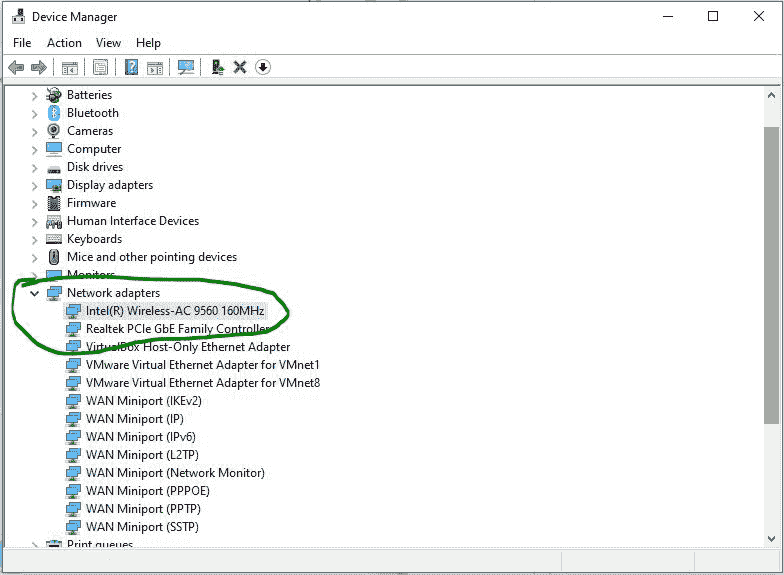 Device Manager
File Action View Help
Batteries
Bluetooth
Cameras
Computer
Disk drives
Display adapters
Firmware
Human Interface Devices
Keyboards
Mice and other pointing devices
Monitors
Network adapters
Intel(R) Wireless-AC 9560 160MHz
Realtek PCIe GbE Family Controller
VirtualBox Host-Only Ethernet Adapter
VMware Virtual Ethernet Adapter for VMnet1
VMware Virtual Ethernet Adapter for VMnet8
WAN Miniport (IKEv2)
WAN Miniport (IP)
WAN Miniport (IPv6)
WAN Miniport (L2TP)
WAN Miniport (Network Monitor)
WAN Miniport (PPPOE)
WAN Miniport (PPTP)
WAN Miniport (SSTP)
Print queues